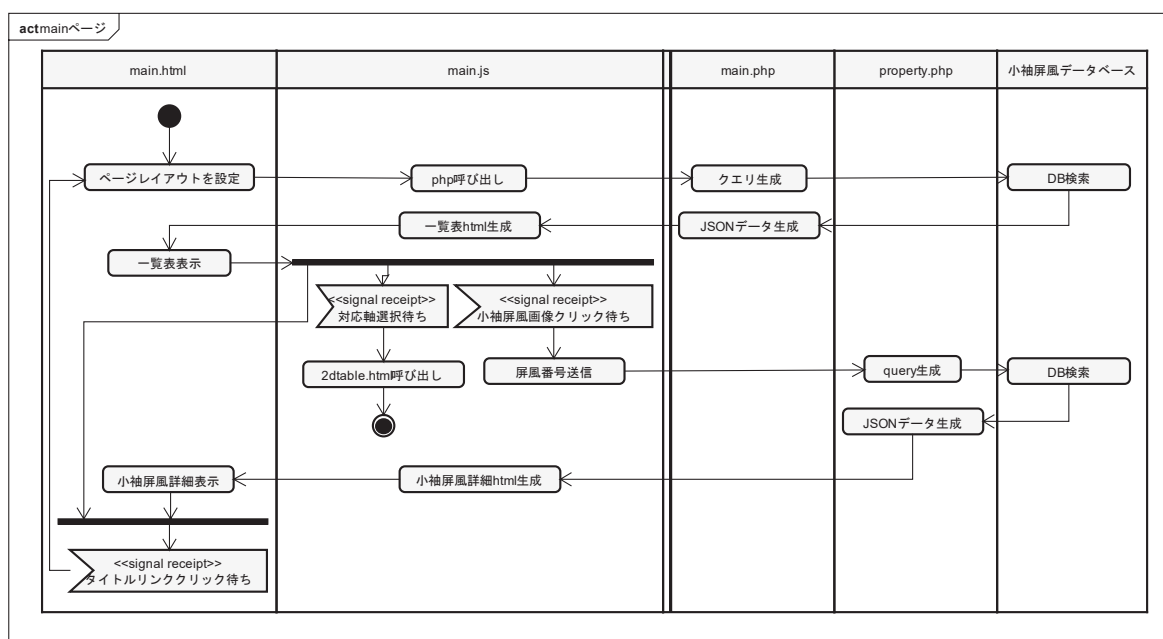 actmainページ
main.html
main.js
main.php
property.php
小袖屏風データベース
ページレイアウトを設定
php呼び出し
クエリ生成
DB検索
一覧表html生成
JSONデータ生成
一覧表表示
<<signal receipt>>
対応軸選択待ち
<<signal receipt>>
小袖屏風画像クリック待ち
2dtable.html呼び出し
屏風番号送信
query生成
DB検索
JSONデータ生成
小袖屏風詳細表示
小袖屏風詳細html生成
<<signal receipt>>
タイトルリンククリック待ち